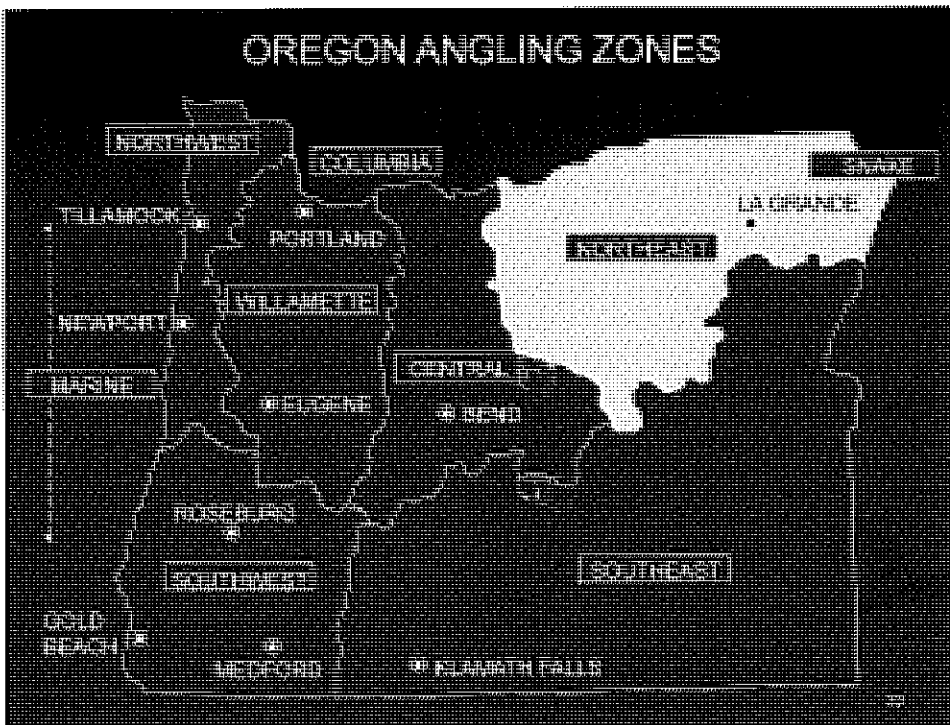 OREGON ANGLING ZONES
NORTHWEST
COLUMBIA
SNAKE
TILLAMOOK
LA GRANDE
PORTLAND
NORTHEAST
WILLAMETTE
NEWPORT
CENTRAL
MARINE
EUGENE
BEND
ROSEBURG
SOUTHWEST
SOUTHEAST
GOLD
BEACH
MEDFORD
KLAMATH FALLS